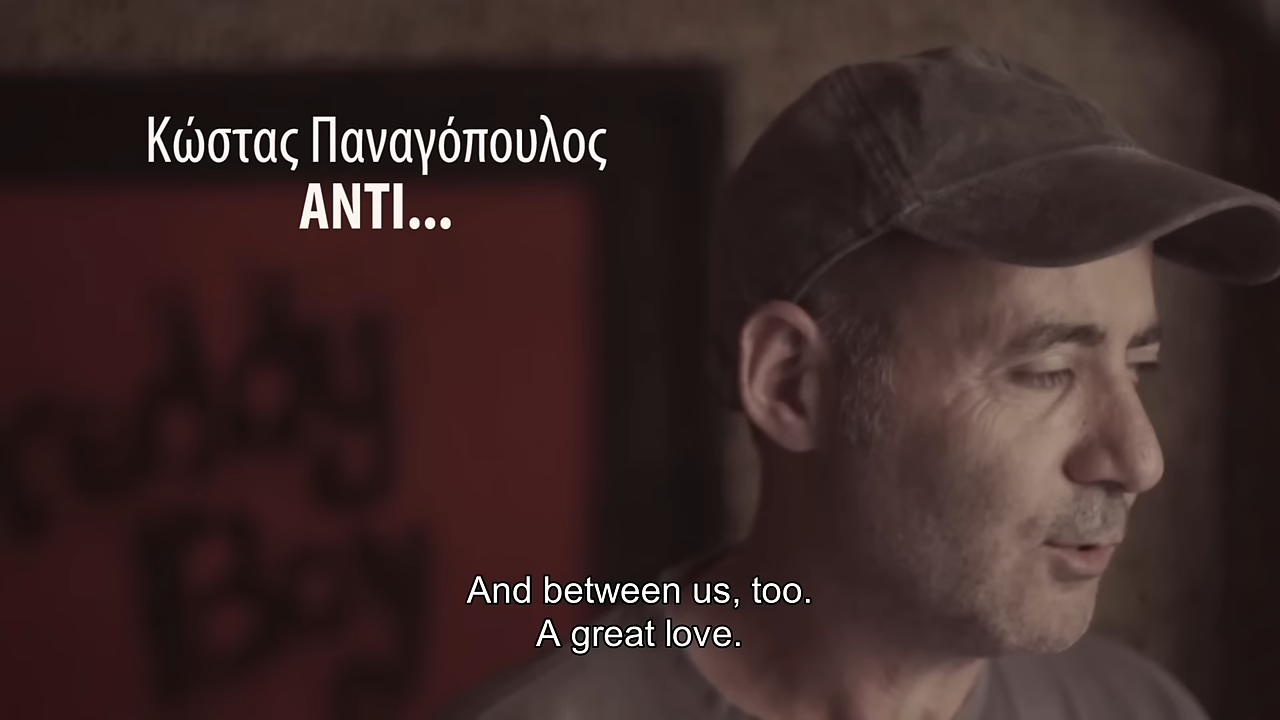 Κώστας Παναγόπουλος
ΑΝΤΙ...
And between us, too.
A great love.